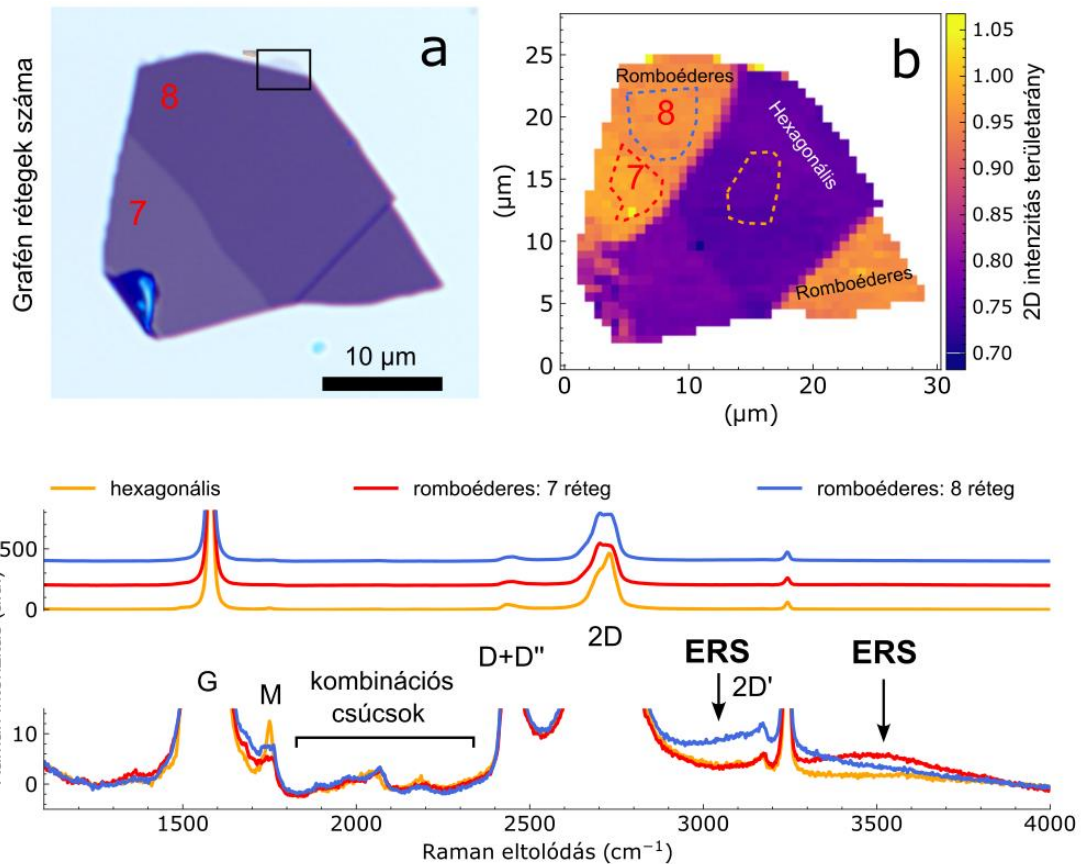 Grafén rétegek száma
a
8
7
10 µm
b
Romboéderes
8
7
Hexagonális
Romboéderes
25
20
15
10
5
0
(µm)
0
10
20
30
(µm)
1.05
1.00
0.95
0.90
0.85
0.80
0.75
0.70
2D intenzitás területarány
hexagonális
romboéderes: 7 réteg
romboéderes: 8 réteg
500
0
G
M
kombinációs
csúcsok
D+D"
2D
ERS
2D'
ERS
10
0
1500
2000
2500
3000
3500
4000
Raman eltolódás (cm⁻¹)